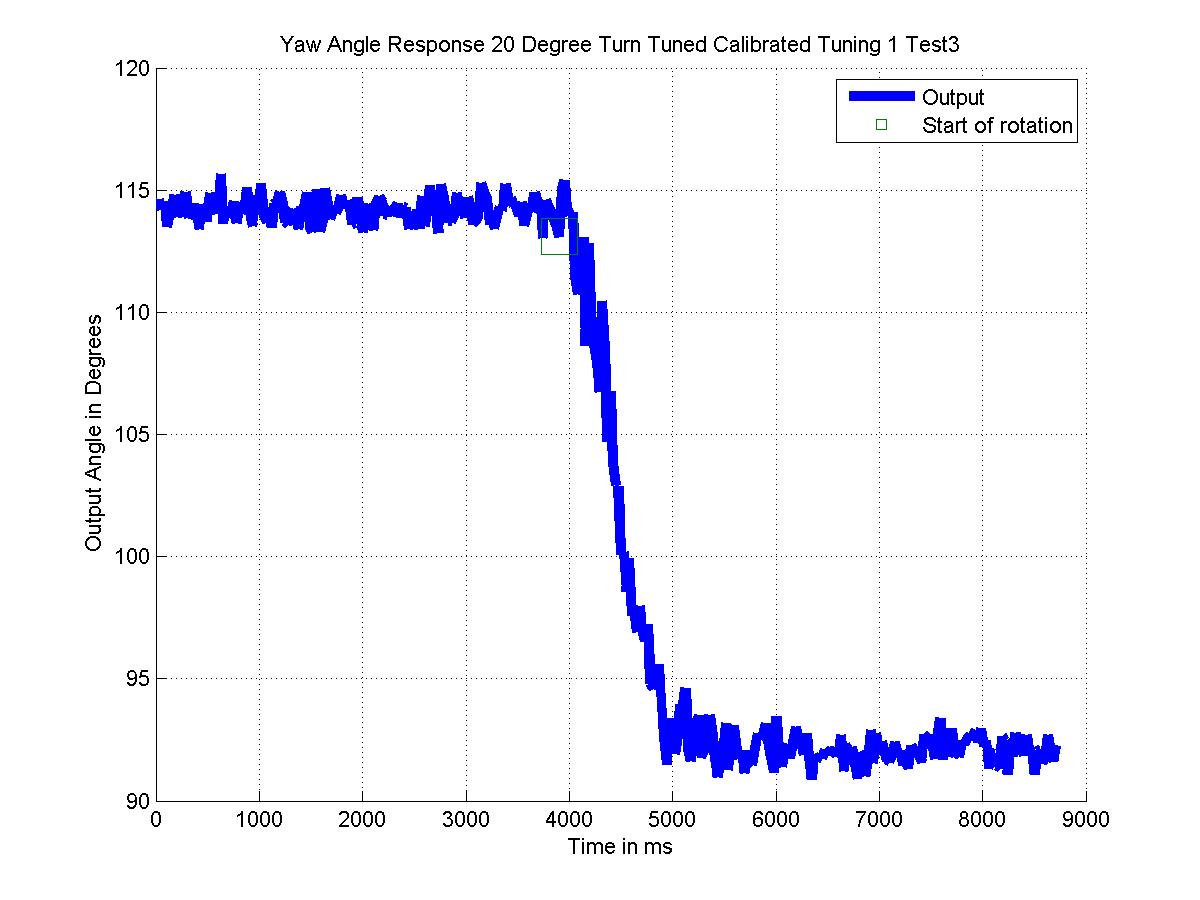 Yaw Angle Response 20 Degree Turn Tuned Calibrated Tuning 1 Test3
Output
Start of rotation
120
115
110
105
100
95
90
Output Angle in Degrees
0 1000 2000 3000 4000 5000 6000 7000 8000 9000
Time in ms